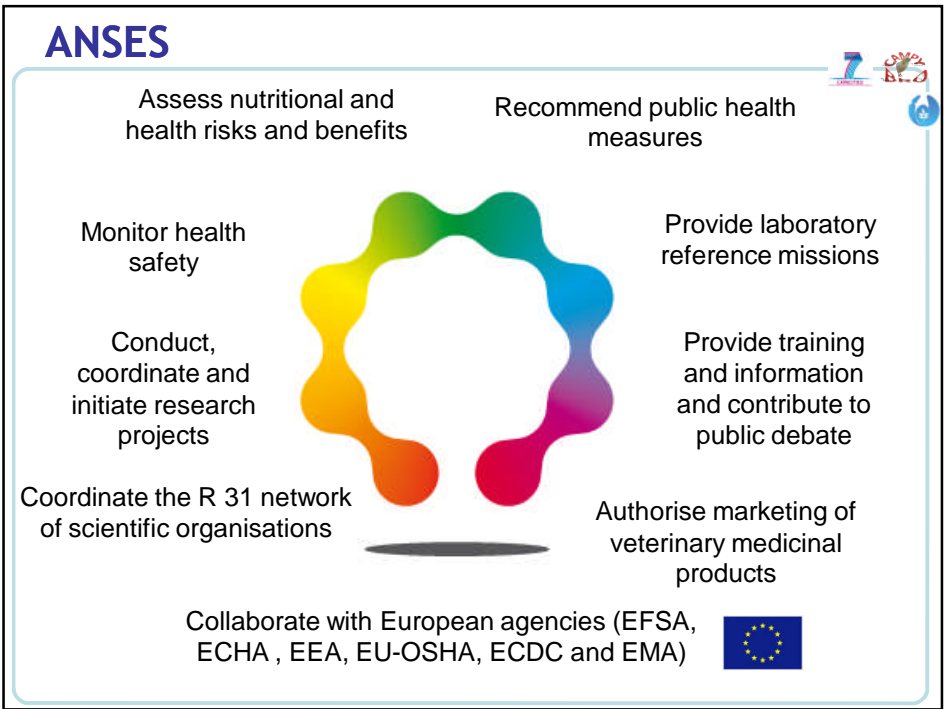 ANSES
7
CAMPY
BRO
Assess nutritional and
health risks and benefits
Recommend public health
measures
Monitor health
safety
Provide laboratory
reference missions
Conduct,
coordinate and
initiate research
projects
Provide training
and information
and contribute to
public debate
Coordinate the R 31 network
of scientific organisations
Authorise marketing of
veterinary medicinal
products
Collaborate with European agencies (EFSA,
ECHA , EEA, EU-OSHA, ECDC and EMA)